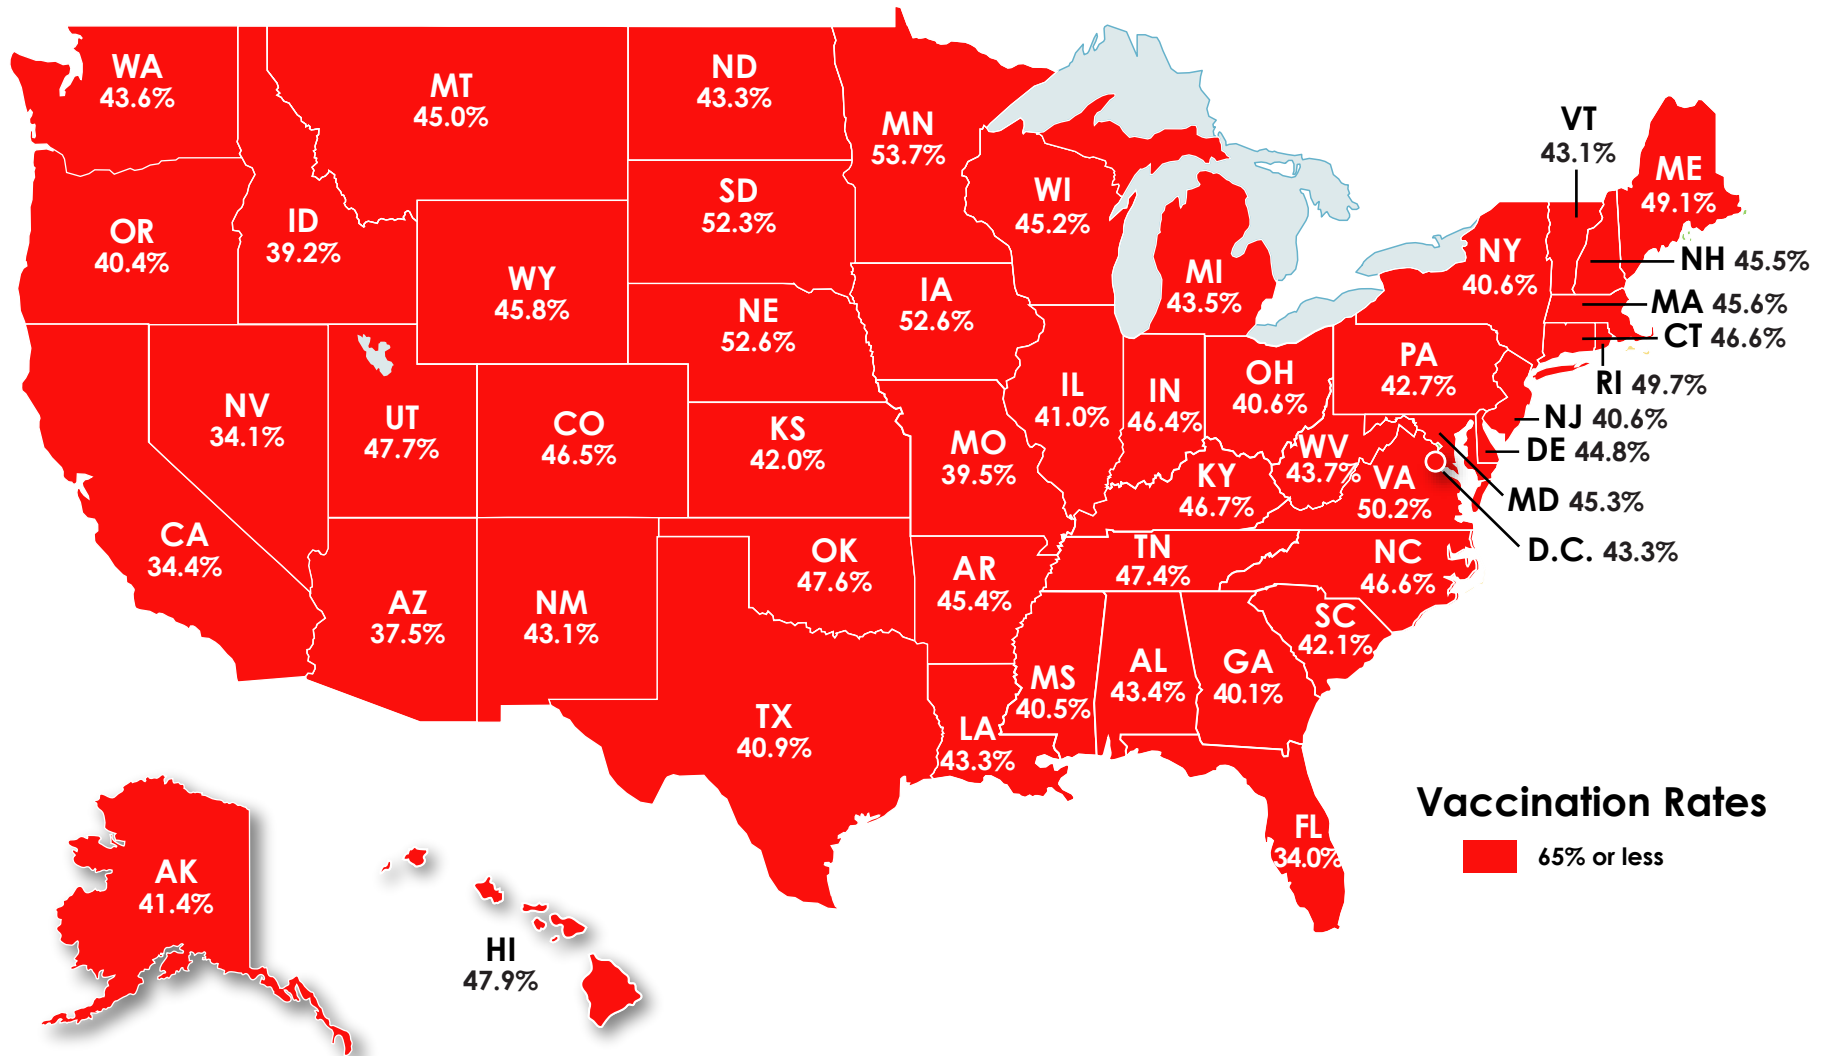 WA
43.6%
MT
45.0%
ND
43.3%
MN
53.7%
VT
43.1%
ME
49.1%
OR
40.4%
ID
39.2%
SD
52.3%
WI
45.2%
WY
45.8%
MI
43.5%
NY
40.6%
NH 45.5%
NE
52.6%
IA
52.6%
MA 45.6%
CT 46.6%
NV
34.1%
UT
47.7%
CO
46.5%
KS
42.0%
IL
41.0%
IN
46.4%
OH
40.6%
PA
42.7%
RI 49.7%
NJ 40.6%
MO
39.5%
KY
46.7%
WV
43.7%
VA
50.2%
DE 44.8%
MD 45.3%
CA
34.4%
OK
47.6%
TN
47.4%
NC
46.6%
D.C. 43.3%
AZ
37.5%
NM
43.1%
AR
45.4%
SC
42.1%
TX
40.9%
LA
43.3%
MS
40.5%
AL
43.4%
GA
40.1%
FL
34.0%
Vaccination Rates
65% or less
AK
41.4%
HI
47.9%